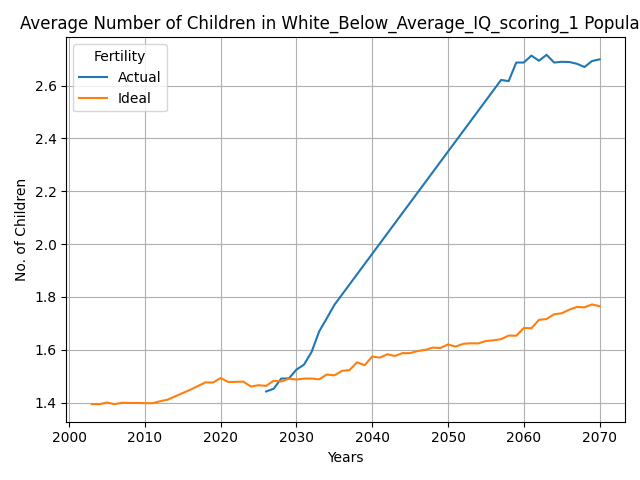 Average Number of Children in White_Below_Average_IQ_scoring_1 Popula
Fertility
Actual
Ideal
No. of Children
2.6
2.4
2.2
2.0
1.8
1.6
1.4
2000 2010 2020 2030 2040 2050 2060 2070
Years